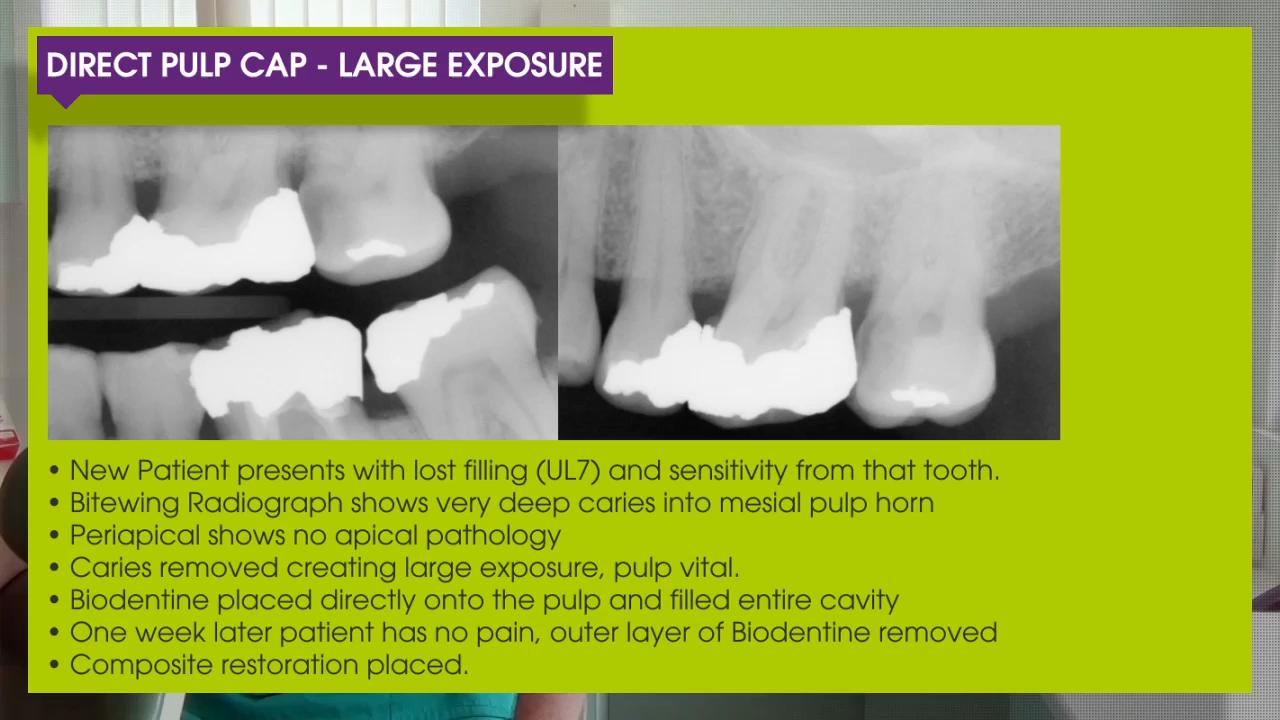 DIRECT PULP CAP - LARGE EXPOSURE
• New Patient presents with lost filling (UL7) and sensitivity from that tooth.
• Bitewing Radiograph shows very deep caries into mesial pulp horn
• Periapical shows no apical pathology
• Caries removed creating large exposure, pulp vital.
• Biodentine placed directly onto the pulp and filled entire cavity
• One week later patient has no pain, outer layer of Biodentine removed
• Composite restoration placed.